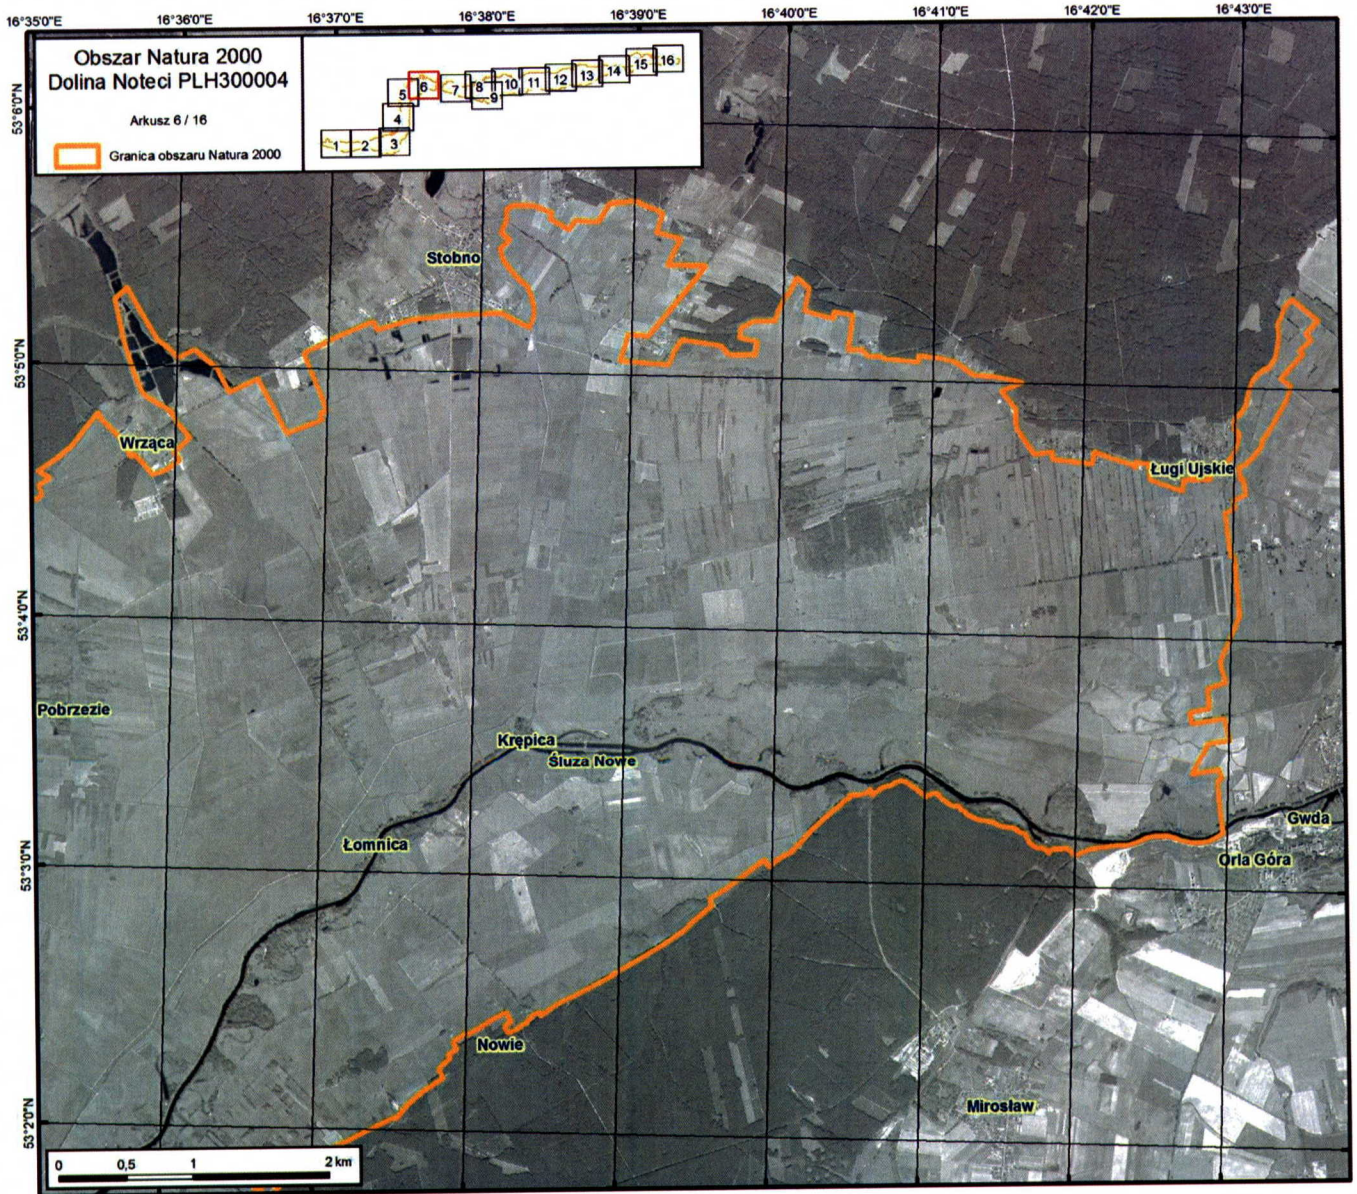 16°35'0"E 16°36'0"E 16°37'0"E 16°38'0"E 16°39'0"E 16°40'0"E 16°41'0"E 16°42'0"E 16°43'0"E
Obszar Natura 2000
Dolina Noteci PLH300004
Arkusz 6 / 16
Granica obszaru Natura 2000
1 2 3 4 5 6 7 8 9 10 11 12 13 14 15 16
53°6'0"N
Stobno
53°5'0"N
Wrząca
Ługi Ujskie
53°4'0"N
Pobrzezie
Krępica
Śluza Nowe
Gwda
Łomnica
Orla Góra
53°3'0"N
Nowie
Mirosław
53°2'0"N
0 0,5 1 2 km